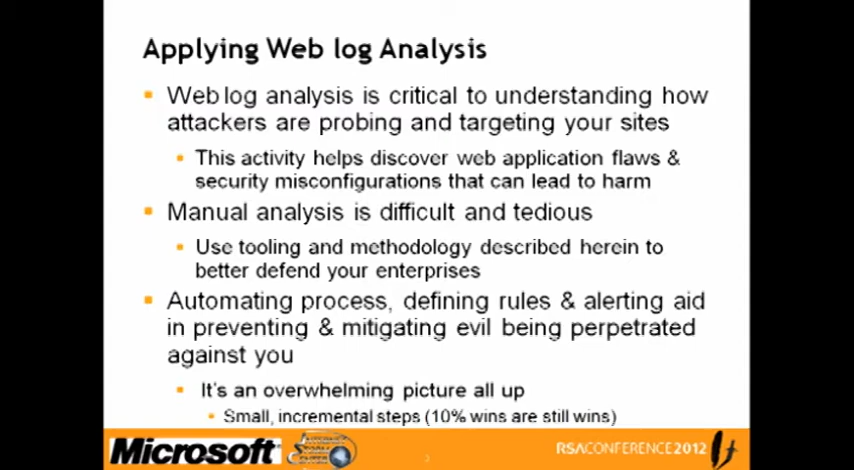 Applying Web log Analysis
Web log analysis is critical to understanding how
attackers are probing and targeting your sites
This activity helps discover web application flaws &
security misconfigurations that can lead to harm
Manual analysis is difficult and tedious
Use tooling and methodology described herein to
better defend your enterprises
Automating process, defining rules & alerting aid
in preventing & mitigating evil being perpetrated
against you
It's an overwhelming picture all up
Small, incremental steps (10% wins are still wins)
Microsoft
RSACONFERENCE2012